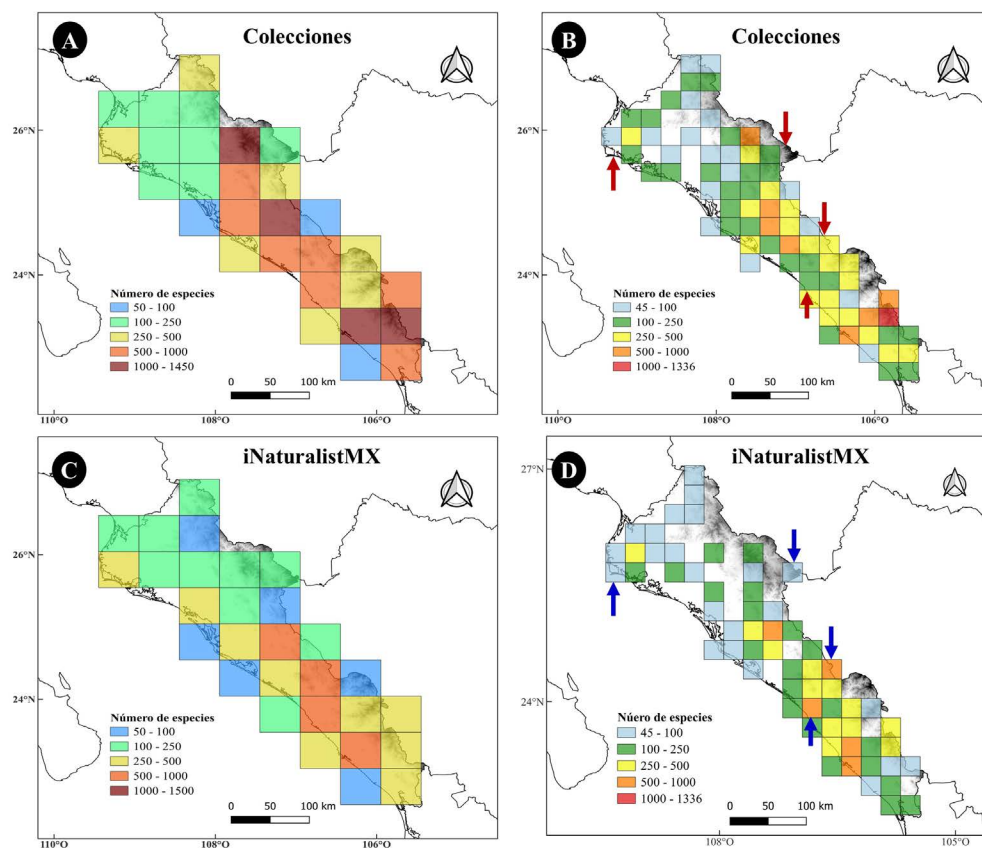 A
Colecciones
26°N
24°N
Número de especies
50 - 100
100 - 250
250 - 500
500 - 1000
1000 - 1450
0 50 100 km
110°O 108°O 106°O
B
Colecciones
26°N
24°N
Número de especies
45 - 100
100 - 250
250 - 500
500 - 1000
1000 - 1336
0 50 100 km
110°O 108°O 106°O
C
iNaturalistMX
26°N
24°N
Número de especies
50 - 100
100 - 250
250 - 500
500 - 1000
1000 - 1500
0 50 100 km
110°O 108°O 106°O
D
iNaturalistMX
27°N
24°N
Núero de especies
45 - 100
100 - 250
250 - 500
500 - 1000
1000 - 1336
0 50 100 km
108°O 105°O